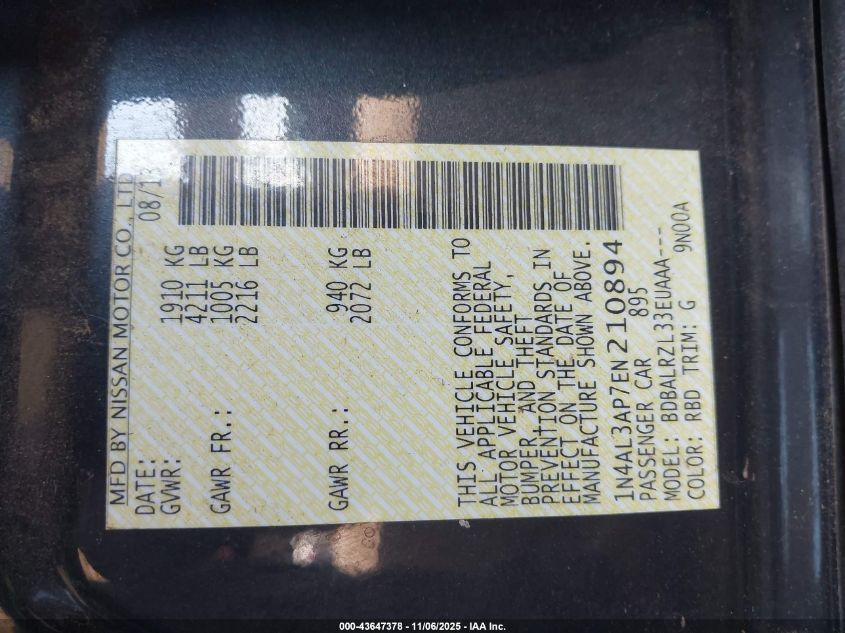 MFD BY NISSAN MOTOR CO., LTD
DATE: 08/13
GVWR: 1910 KG
4211 LB
GAWR FR.: 1005 KG
2216 LB
GAWR RR.: 940 KG
2072 LB
THIS VEHICLE CONFORMS TO
ALL APPLICABLE FEDERAL
MOTOR VEHICLE SAFETY,
BUMPER, AND THEFT
PREVENTION STANDARDS IN
EFFECT ON THE DATE OF
MANUFACTURE SHOWN ABOVE.
1N4AL3AP7EN210894
PASSENGER CAR 895
MODEL: BDBALRZL33EUAAA---
COLOR: RBD TRIM: G 9N00A
000-43647378 - 11/06/2025 - IAA Inc.